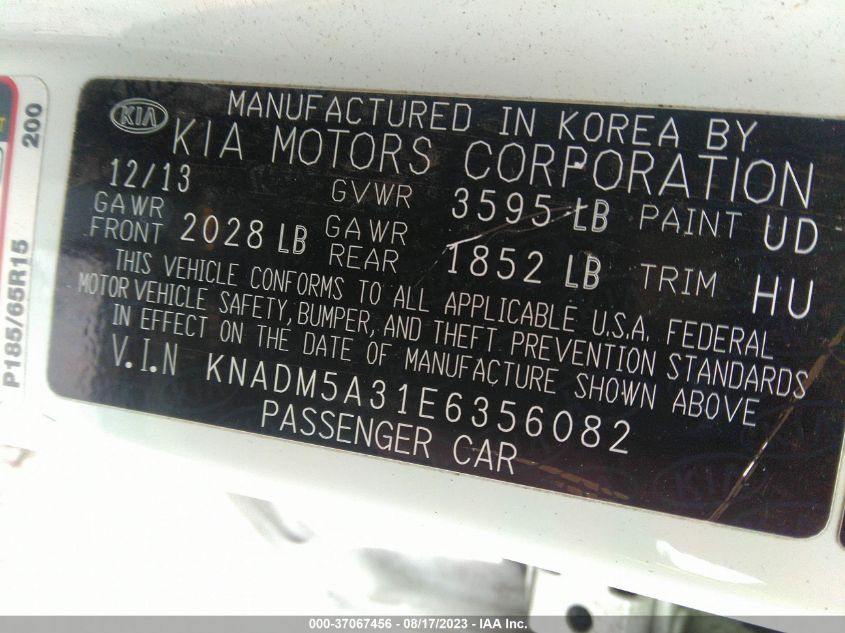 KIA
MANUFACTURED IN KOREA BY
KIA MOTORS CORPORATION
12/13 GVWR 3595 LB PAINT UD
GAWR FRONT 2028 LB GAWR REAR 1852 LB TRIM HU
THIS VEHICLE CONFORMS TO ALL APPLICABLE U.S.A. FEDERAL
MOTOR VEHICLE SAFETY, BUMPER, AND THEFT PREVENTION STANDARDS
IN EFFECT ON THE DATE OF MANUFACTURE SHOWN ABOVE
V.I.N KNADM5A31E6356082
PASSENGER CAR
P185/65R15
200
000-37067456 - 08/17/2023 - IAA Inc.